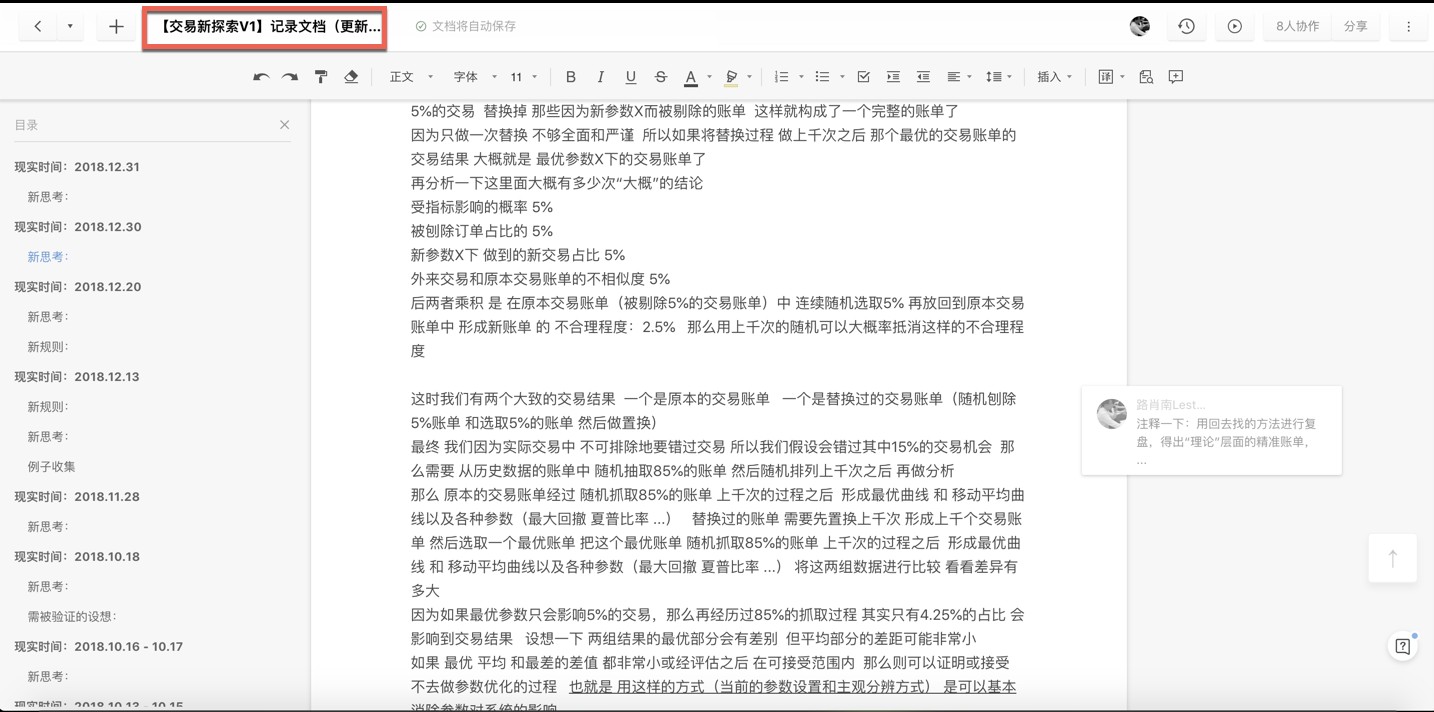 【交易新探索V1】记录文档（更新...
文档将自动保存
8人协作
分享
正文
字体
11
B
I
U
S
A
插入
译
目录
现实时间：2018.12.31
新思考：
现实时间：2018.12.30
新思考：
现实时间：2018.12.20
新思考：
新规则：
现实时间：2018.12.13
新规则：
新思考：
例子收集
现实时间：2018.11.28
新思考：
现实时间：2018.10.18
新思考：
需被验证的设想：
现实时间：2018.10.16 - 10.17
新思考：
现实时间：2018.10.13 - 10.15
5%的交易 替换掉 那些因为新参数X而被剔除的账单 这样就构成了一个完整的账单了
因为只做一次替换 不够全面和严谨 所以如果将替换过程 做上千次之后 那个最优的交易账单的
交易结果 大概就是 最优参数X下的交易账单了
再分析一下这里面大概有多少次“大概”的结论
受指标影响的概率 5%
被刨除订单占比的 5%
新参数X下 做到的新交易占比 5%
外来交易和原本交易账单的不相似度 5%
后两者乘积 是 在原本交易账单（被剔除5%的交易账单）中 连续随机选取5% 再放回到原本交易
账单中 形成新账单 的 不合理程度：2.5% 那么用上千次的随机可以大概率抵消这样的不合理程
度
这时我们有两个大致的交易结果 一个是原本的交易账单 一个是替换过的交易账单（随机刨除
5%账单 和选取5%的账单 然后做置换）
最终 我们因为实际交易中 不可排除地要错过交易 所以我们假设会错过其中15%的交易机会 那
么需要 从历史数据的账单中 随机抽取85%的账单 然后随机排列上千次之后 再做分析
那么 原本的交易账单经过 随机抓取85%的账单 上千次的过程之后 形成最优曲线 和 移动平均曲
线以及各种参数（最大回撤 夏普比率 ...） 替换过的账单 需要先置换上千次 形成上千个交易账
单 然后选取一个最优账单 把这个最优账单 随机抓取85%的账单 上千次的过程之后 形成最优曲
线 和 移动平均曲线以及各种参数（最大回撤 夏普比率 ...） 将这两组数据进行比较 看看差异有
多大
因为如果最优参数只会影响5%的交易，那么再经历过85%的抓取过程 其实只有4.25%的占比 会
影响到交易结果 设想一下 两组结果的最优部分会有差别 但平均部分的差距可能非常小
如果 最优 平均 和最差的差值 都非常小或经评估之后 在可接受范围内 那么则可以证明或接受
不去做参数优化的过程 也就是 用这样的方式（当前的参数设置和主观分辨方式） 是可以基本
消除参数对系统的影响
路肖南Lest...
注释一下：用回去找的方法进行复
盘，得出“理论”层面的精准账单，
...